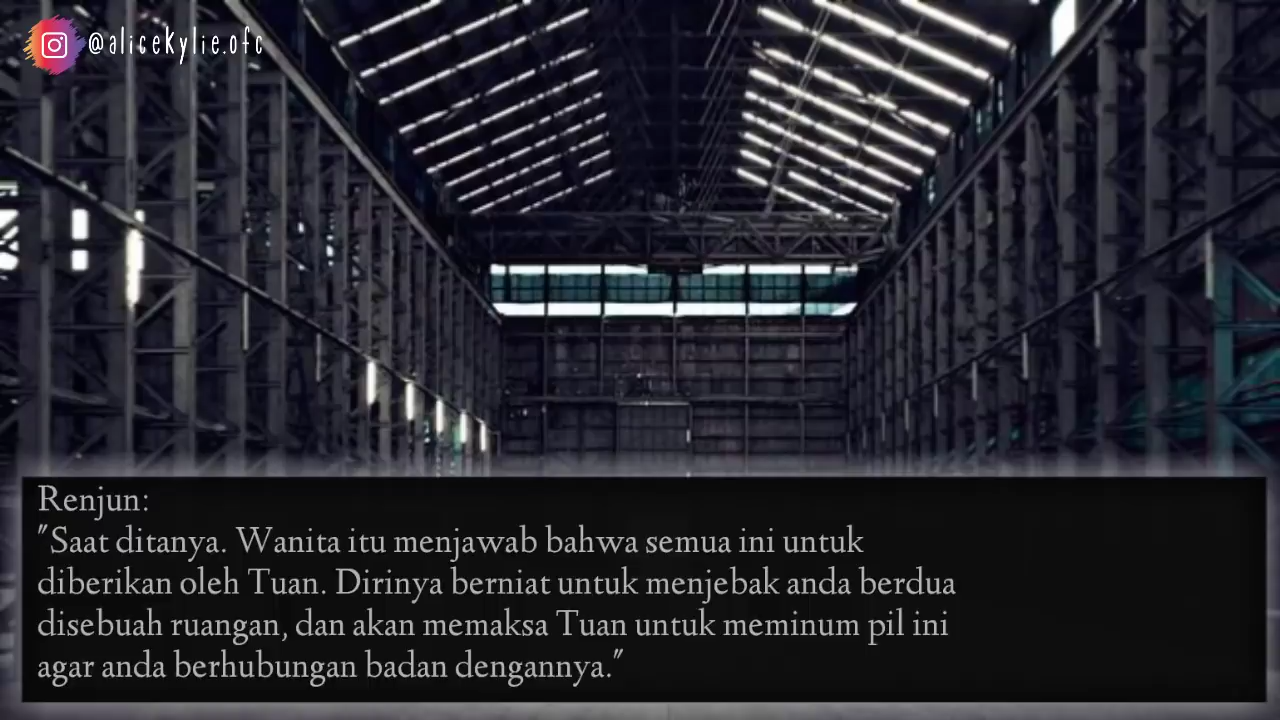 @aliceKylie.ofc
Renjun:
"Saat ditanya. Wanita itu menjawab bahwa semua ini untuk
diberikan oleh Tuan. Dirinya berniat untuk menjebak anda berdua
disebuah ruangan, dan akan memaksa Tuan untuk meminum pil ini
agar anda berhubungan badan dengannya."